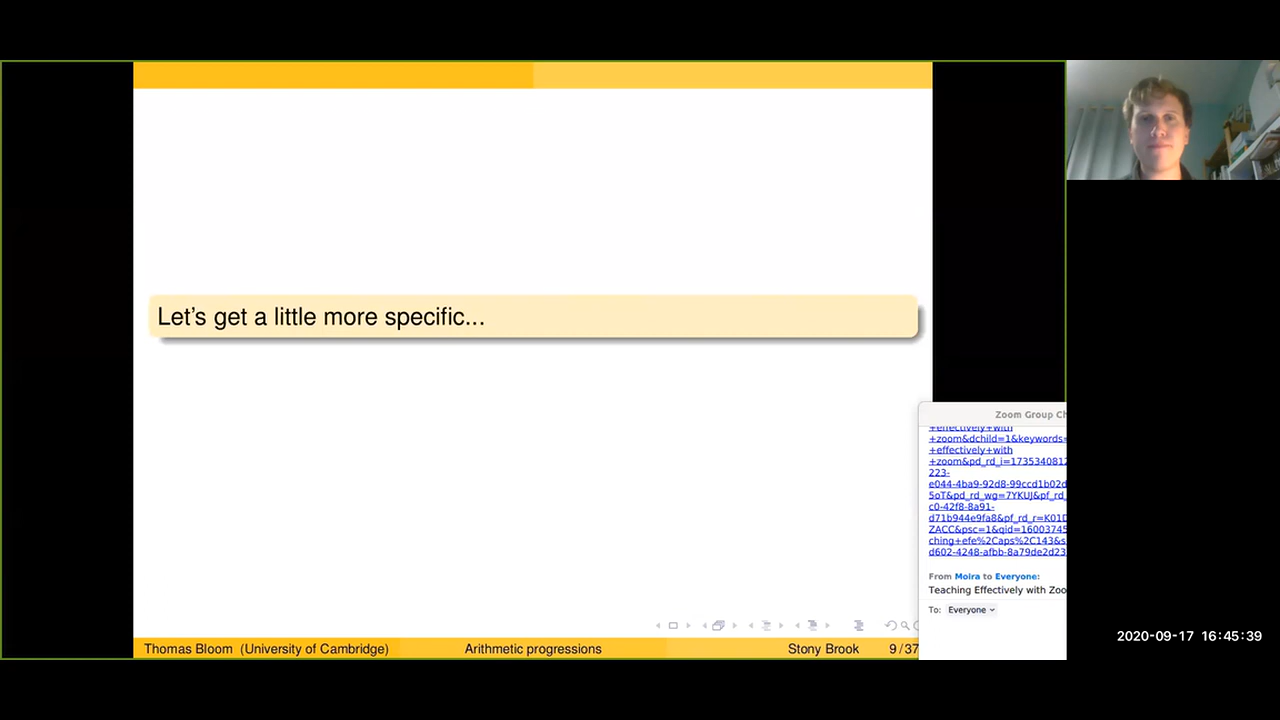 Let's get a little more specific...
Zoom Group Ch
+effectively+with
+zoom&dchild=1&keywords=
+effectively+with
+zoom&pd_rd_i=1735340812
223-
e044-4ba9-92d8-99ccd1b02d
5oT&pd_rd_wg=7YKUJ&pf_rd_
c0-42f8-8a91-
d71b944e9fa8&pf_rd_r=K01D
ZACC&psc=1&qid=16003745
ching+efe%2Caps%2C143&s
d602-4248-afbb-8a79de2d23
From Moira to Everyone:
Teaching Effectively with Zoo
To: Everyone
2020-09-17 16:45:39
Thomas Bloom (University of Cambridge) Arithmetic progressions Stony Brook 9 / 37